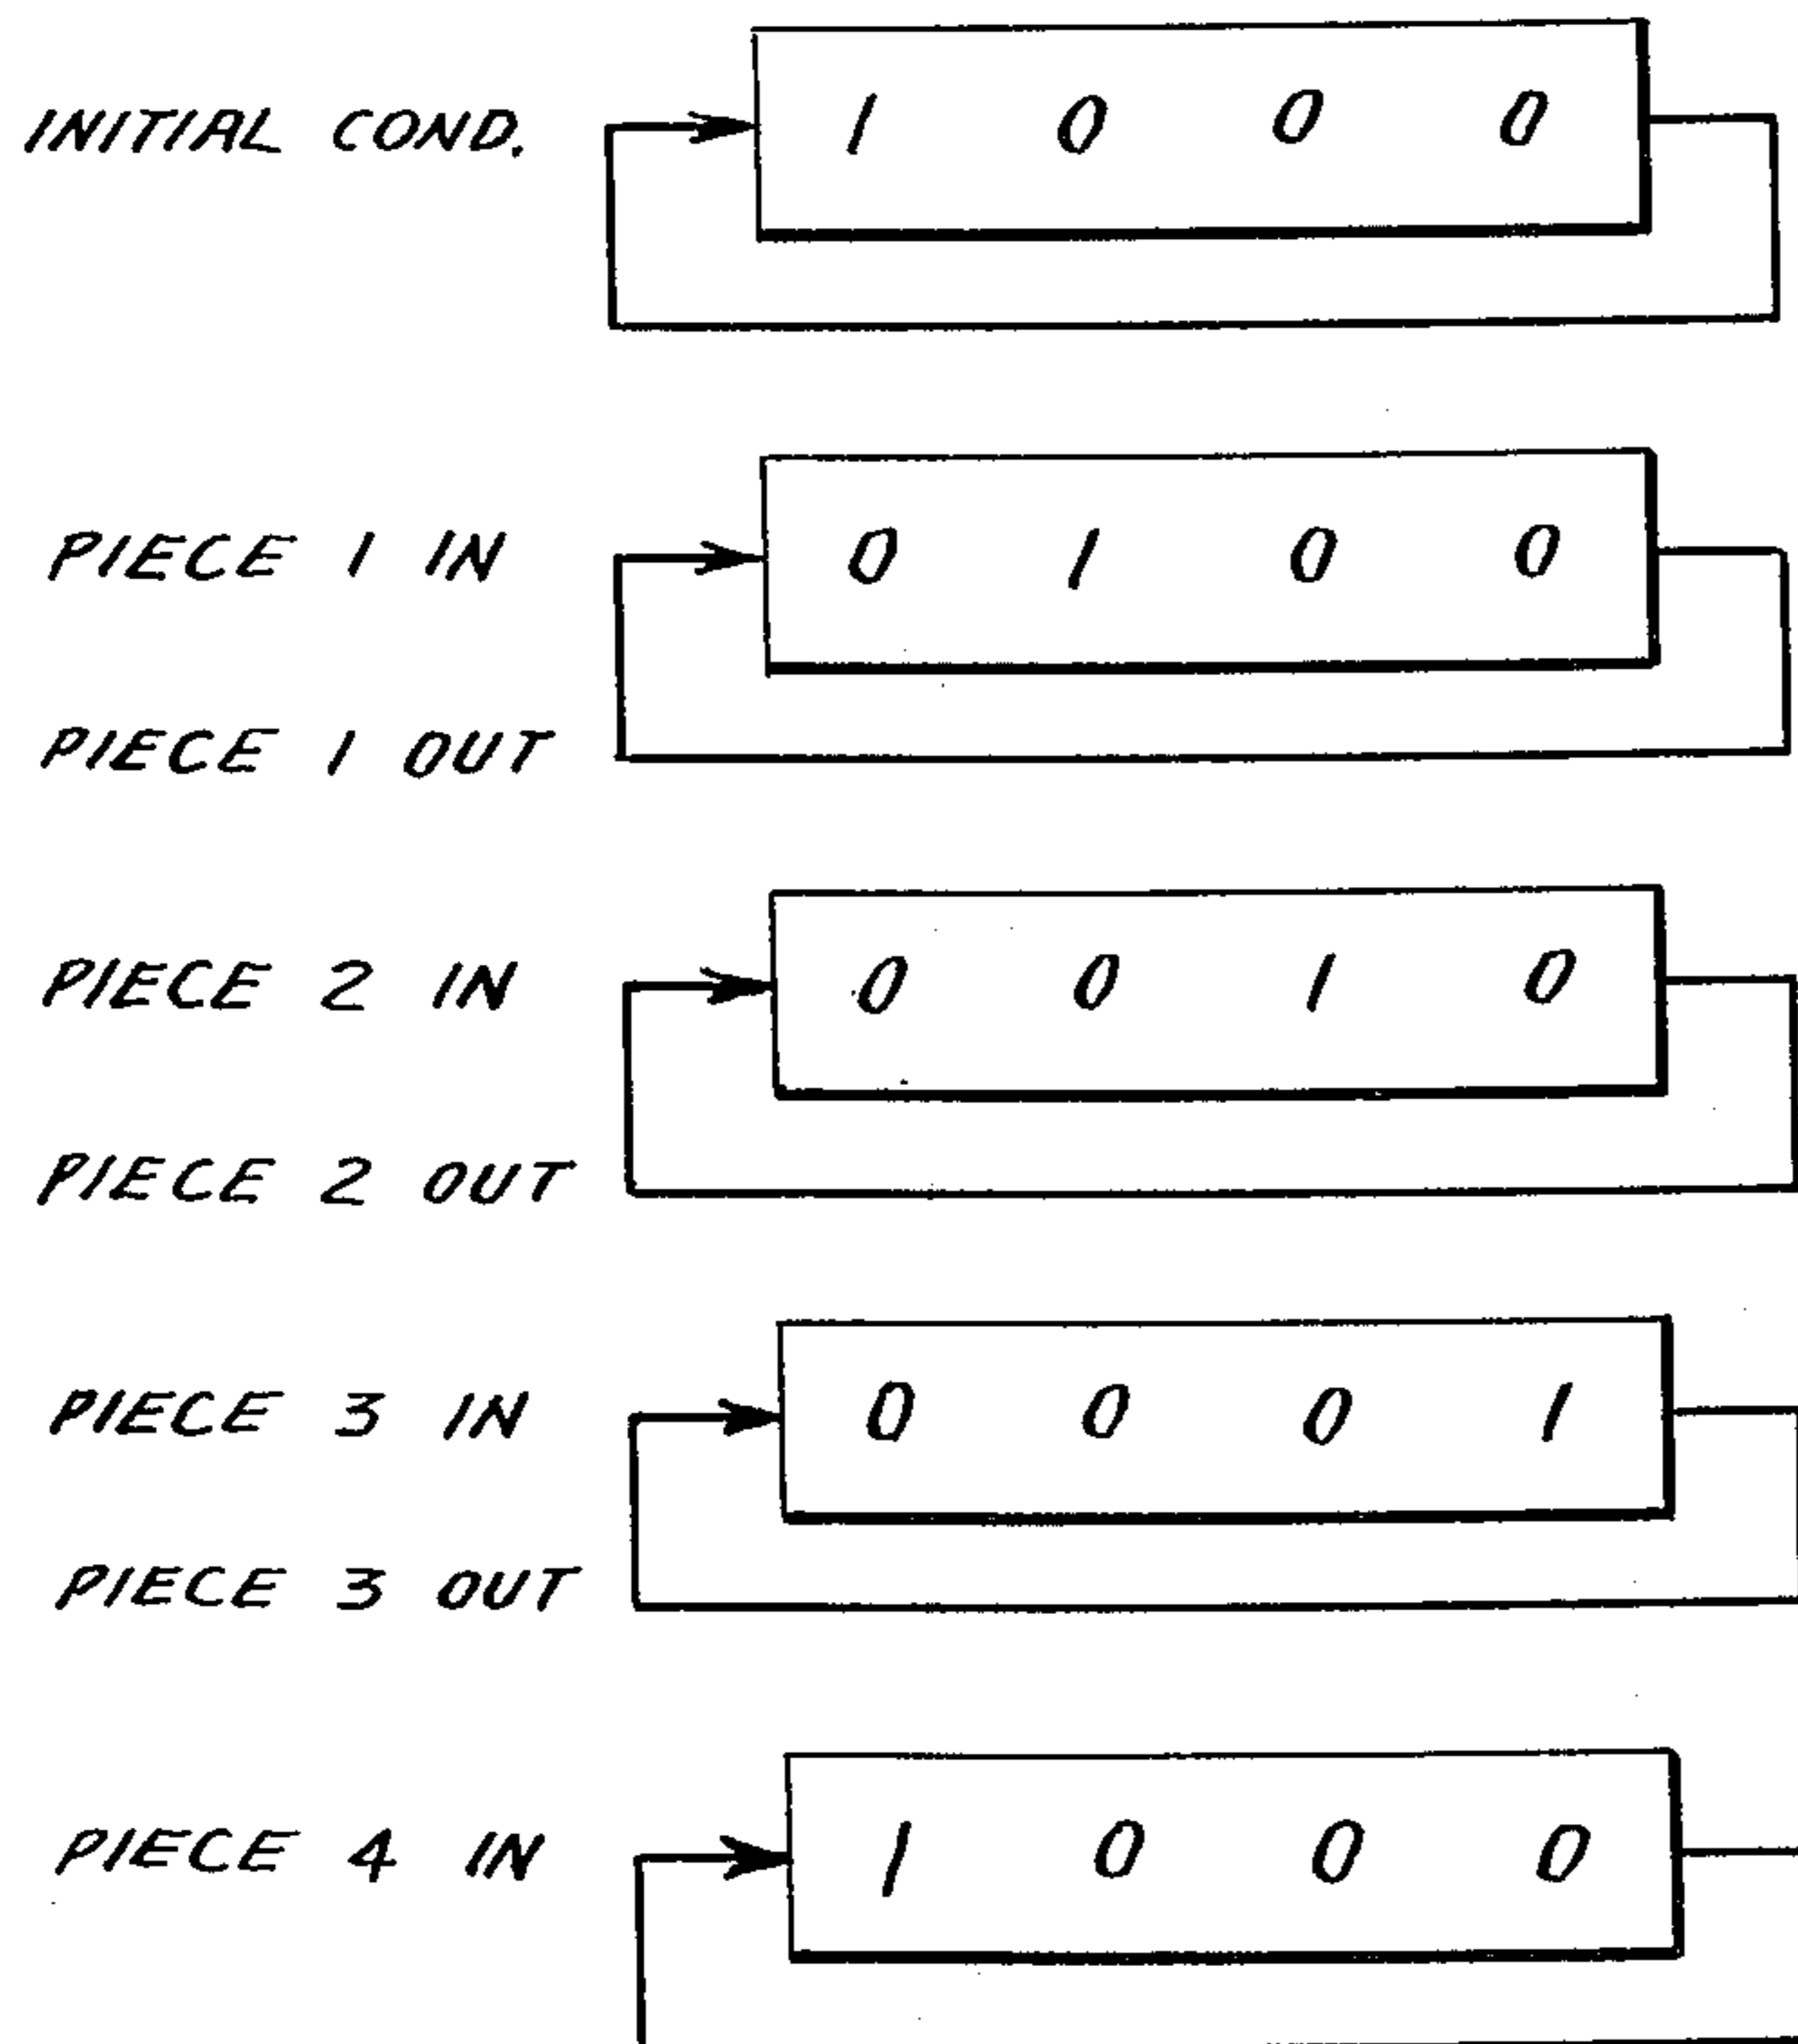 INITIAL COND. 1 0 0 0
PIECE 1 IN 0 1 0 0
PIECE 1 OUT
PIECE 2 IN 0 0 1 0
PIECE 2 OUT
PIECE 3 IN 0 0 0 1
PIECE 3 OUT
PIECE 4 IN 1 0 0 0